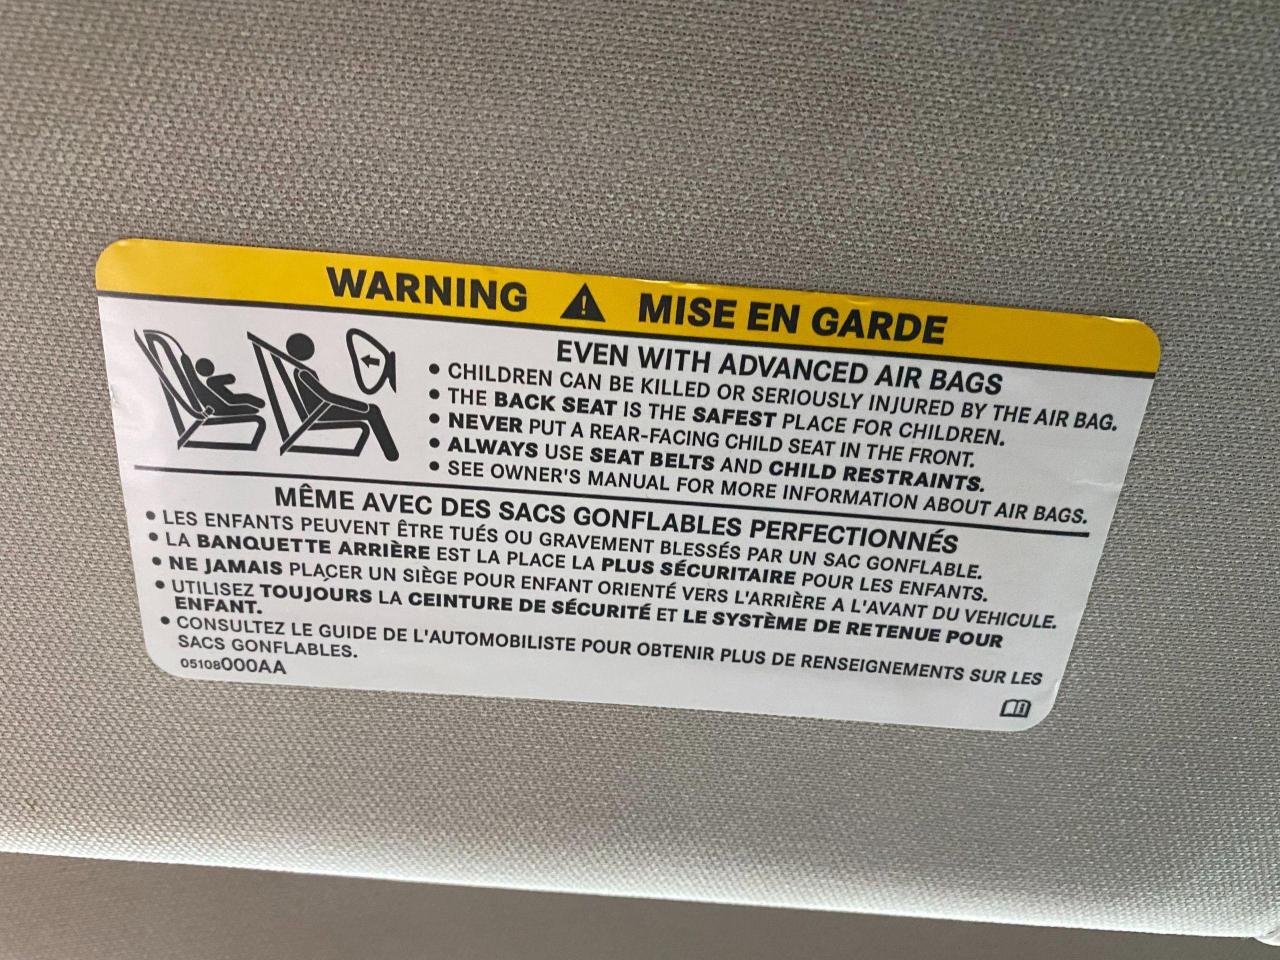 WARNING MISE EN GARDE
EVEN WITH ADVANCED AIR BAGS
• CHILDREN CAN BE KILLED OR SERIOUSLY INJURED BY THE AIR BAG.
• THE BACK SEAT IS THE SAFEST PLACE FOR CHILDREN.
• NEVER PUT A REAR-FACING CHILD SEAT IN THE FRONT.
• ALWAYS USE SEAT BELTS AND CHILD RESTRAINTS.
• SEE OWNER'S MANUAL FOR MORE INFORMATION ABOUT AIR BAGS.
MÊME AVEC DES SACS GONFLABLES PERFECTIONNÉS
• LES ENFANTS PEUVENT ÊTRE TUÉS OU GRAVEMENT BLESSÉS PAR UN SAC GONFLABLE.
• LA BANQUETTE ARRIÈRE EST LA PLACE LA PLUS SÉCURITAIRE POUR LES ENFANTS.
• NE JAMAIS PLAÇER UN SIÈGE POUR ENFANT ORIENTÉ VERS L'ARRIÈRE A L'AVANT DU VEHICULE.
• UTILISEZ TOUJOURS LA CEINTURE DE SÉCURITÉ ET LE SYSTÈME DE RETENUE POUR
ENFANT.
• CONSULTEZ LE GUIDE DE L'AUTOMOBILISTE POUR OBTENIR PLUS DE RENSEIGNEMENTS SUR LES
SACS GONFLABLES.
05108000AA